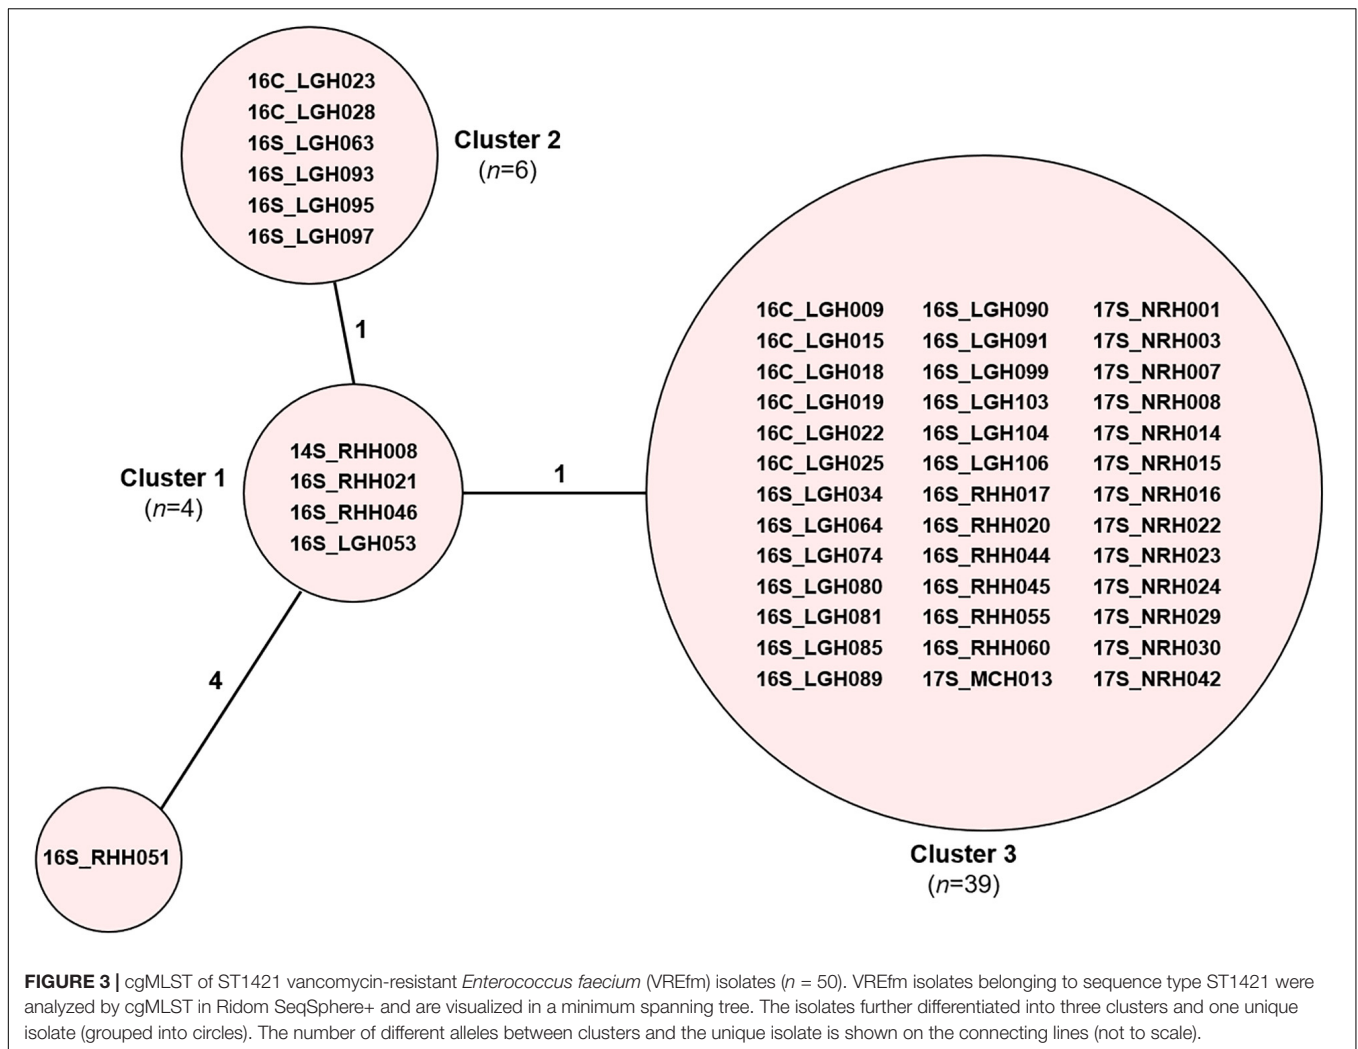 16C_LGH023
16C_LGH028
16S_LGH063
16S_LGH093
16S_LGH095
16S_LGH097
Cluster 2
(n=6)
1
Cluster 1
(n=4)
14S_RHH008
16S_RHH021
16S_RHH046
16S_LGH053
1
16C_LGH009 16S_LGH090 17S_NRH001
16C_LGH015 16S_LGH091 17S_NRH003
16C_LGH018 16S_LGH099 17S_NRH007
16C_LGH019 16S_LGH103 17S_NRH008
16C_LGH022 16S_LGH104 17S_NRH014
16C_LGH025 16S_LGH106 17S_NRH015
16S_LGH034 16S_RHH017 17S_NRH016
16S_LGH064 16S_RHH020 17S_NRH022
16S_LGH074 16S_RHH044 17S_NRH023
16S_LGH080 16S_RHH045 17S_NRH024
16S_LGH081 16S_RHH055 17S_NRH029
16S_LGH085 16S_RHH060 17S_NRH030
16S_LGH089 17S_MCH013 17S_NRH042
Cluster 3
(n=39)
4
16S_RHH051
FIGURE 3 | cgMLST of ST1421 vancomycin-resistant Enterococcus faecium (VREfm) isolates (n = 50). VREfm isolates belonging to sequence type ST1421 were
analyzed by cgMLST in Ridom SeqSphere+ and are visualized in a minimum spanning tree. The isolates further differentiated into three clusters and one unique
isolate (grouped into circles). The number of different alleles between clusters and the unique isolate is shown on the connecting lines (not to scale).